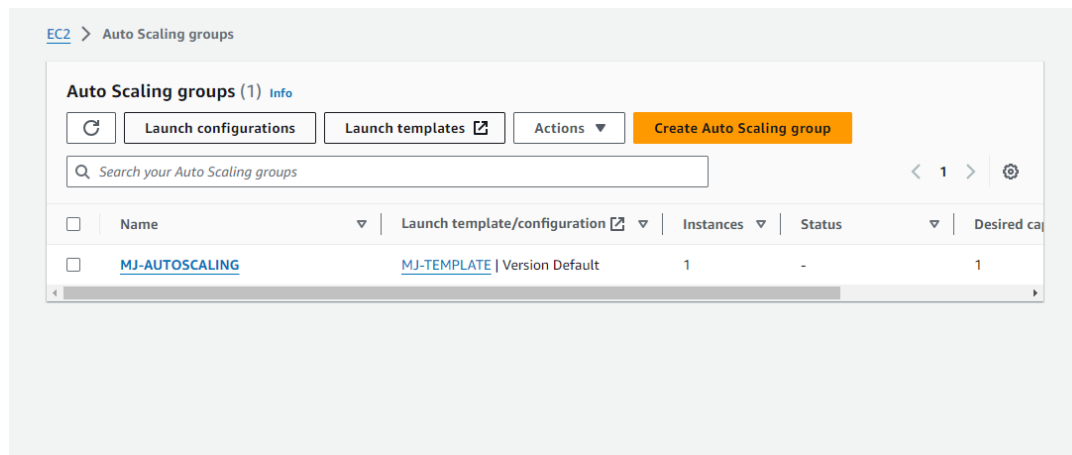 EC2 > Auto Scaling groups
Auto Scaling groups (1) Info
Launch configurations Launch templates Actions Create Auto Scaling group
Search your Auto Scaling groups 1
Name Launch template/configuration Instances Status Desired cap
MJ-AUTOSCALING MJ-TEMPLATE | Version Default 1 - 1